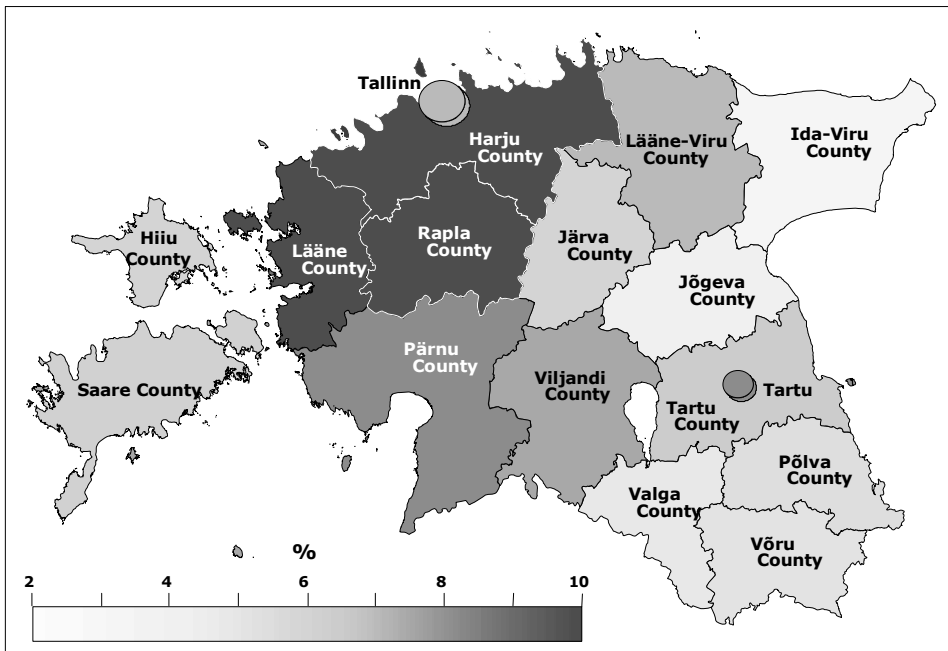 Tallinn
Harju
County
Lääne-Viru
County
Ida-Viru
County
Hiiu
County
Lääne
County
Rapla
County
Järva
County
Jõgeva
County
Pärnu
County
Saare County
Viljandi
County
Tartu
Tartu
County
Põlva
County
Valga
County
Võru
County
%
2 4 6 8 10